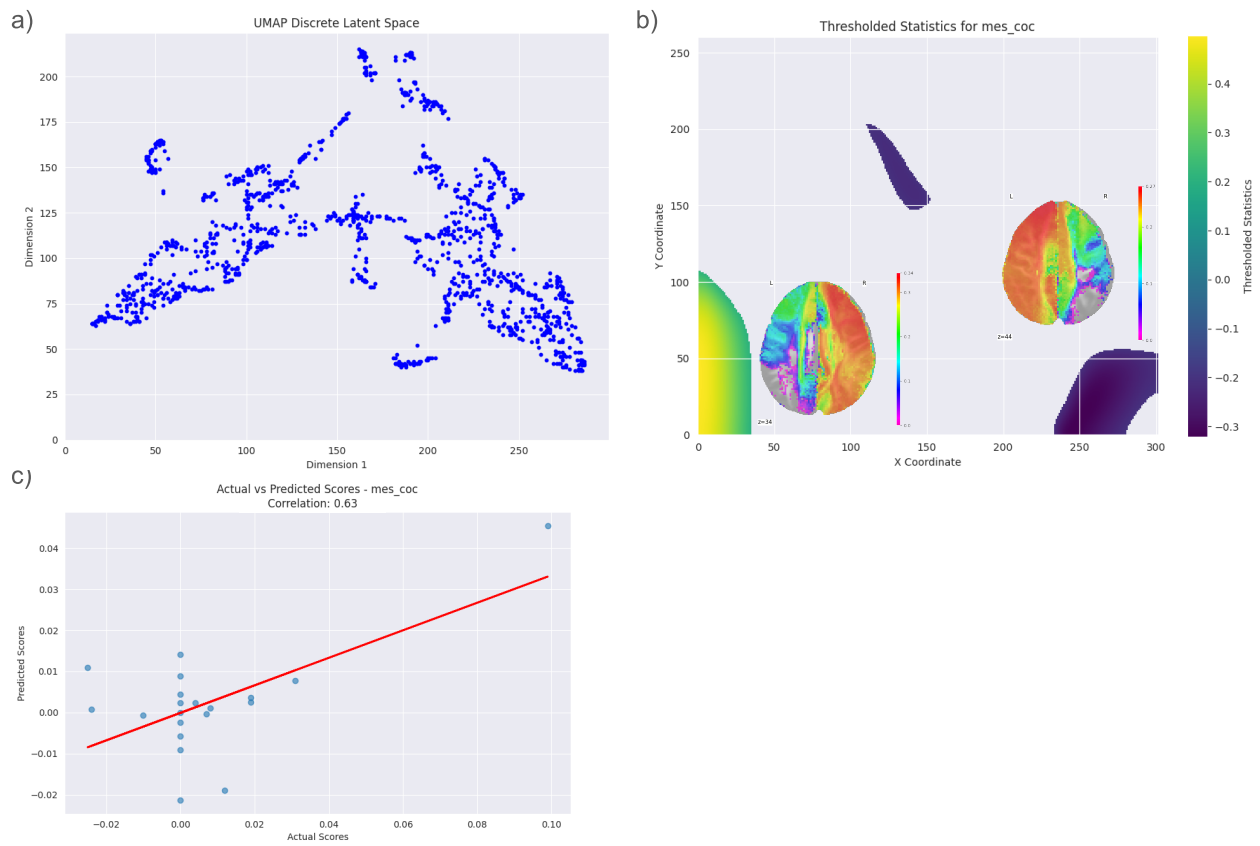 a)
UMAP Discrete Latent Space
200
175
150
125
100
75
50
25
0
Dimension 2
0 50 100 150 200 250
Dimension 1
b)
Thresholded Statistics for mes_coc
250
200
150
100
50
0
Y Coordinate
L R
z=34
L R
z=44
0 50 100 150 200 250 300
X Coordinate
0.4
0.3
0.2
0.1
0.0
−0.1
−0.2
−0.3
Thresholded Statistics
c)
Actual vs Predicted Scores - mes_coc
Correlation: 0.63
0.04
0.03
0.02
0.01
0.00
−0.01
−0.02
Predicted Scores
−0.02 0.00 0.02 0.04 0.06 0.08 0.10
Actual Scores